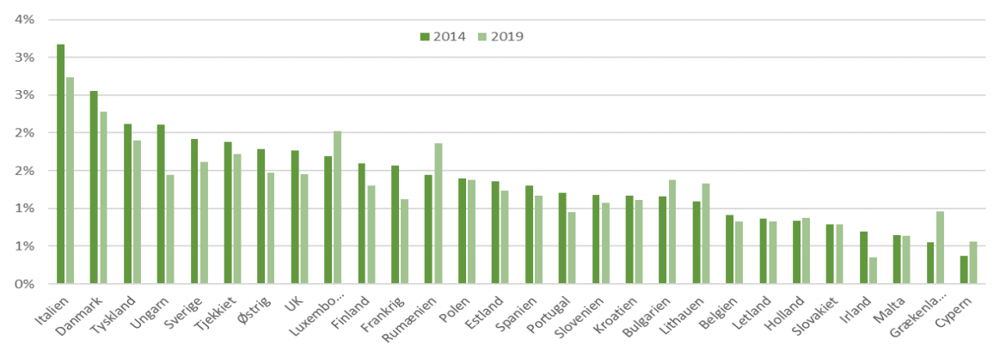 4%
2014 2019
3%
3%
2%
2%
1%
1%
0%
Italien
Danmark
Tyskland
Ungarn
Sverige
Tjekkiet
Østrig
UK
Luxembo...
Finland
Frankrig
Rumænien
Polen
Estland
Spanien
Portugal
Slovenien
Kroatien
Bulgarien
Lithauen
Belgien
Letland
Holland
Slovakiet
Irland
Malta
Grækenla...
Cypern